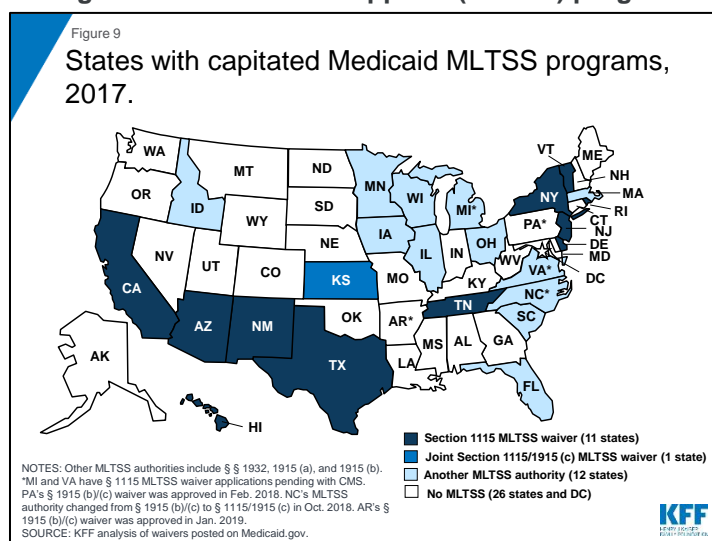 Figure 9
States with capitated Medicaid MLTSS programs,
2017.
WA
OR
CA
NV
ID
MT
WY
UT
AZ
CO
NM
ND
SD
NE
KS
OK
TX
MN
IA
MO
AR*
LA
WI
IL
MI*
IN
OH
KY
TN
MS
AL
GA
FL
SC
NC*
VA*
WV
PA*
NY
VT
ME
NH
MA
RI
CT
NJ
DE
MD
DC
AK
HI
Section 1115 MLTSS waiver (11 states)
Joint Section 1115/1915 (c) MLTSS waiver (1 state)
Another MLTSS authority (12 states)
No MLTSS (26 states and DC)
NOTES: Other MLTSS authorities include § § 1932, 1915 (a), and 1915 (b).
*MI and VA have § 1115 MLTSS waiver applications pending with CMS.
PA's § 1915 (b)/(c) waiver was approved in Feb. 2018. NC's MLTSS
authority changed from § 1915 (b)/(c) to § 1115/1915 (c) in Oct. 2018. AR's §
1915 (b)/(c) waiver was approved in Jan. 2019.
SOURCE: KFF analysis of waivers posted on Medicaid.gov.
KFF
HENRY J KAISER
FAMILY FOUNDATION